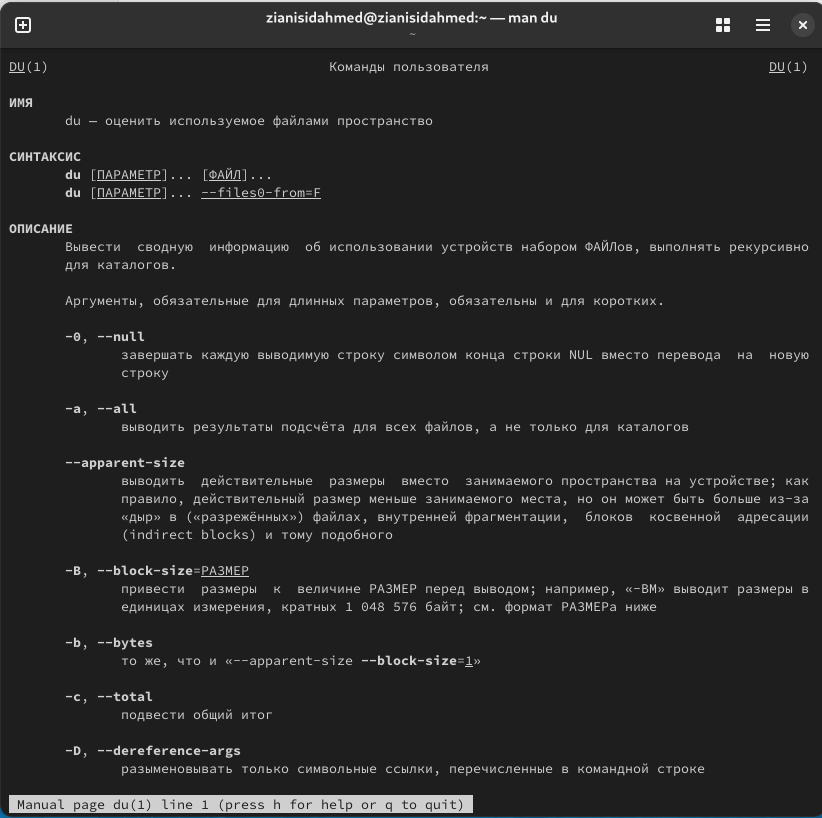 zianisidahmed@zianisidahmed:~ — man du
~
DU(1) Команды пользователя DU(1)
ИМЯ
du — оценить используемое файлами пространство
СИНТАКСИС
du [ПАРАМЕТР]... [ФАЙЛ]...
du [ПАРАМЕТР]... --files0-from=F
ОПИСАНИЕ
Вывести сводную информацию об использовании устройств набором ФАЙЛов, выполнять рекурсивно
для каталогов.
Аргументы, обязательные для длинных параметров, обязательны и для коротких.
-0, --null
завершать каждую выводимую строку символом конца строки NUL вместо перевода на новую
строку
-a, --all
выводить результаты подсчёта для всех файлов, а не только для каталогов
--apparent-size
выводить действительные размеры вместо занимаемого пространства на устройстве; как
правило, действительный размер меньше занимаемого места, но он может быть больше из-за
«дыр» в («разрежённых») файлах, внутренней фрагментации, блоков косвенной адресации
(indirect blocks) и тому подобного
-B, --block-size=РАЗМЕР
привести размеры к величине РАЗМЕР перед выводом; например, «-BM» выводит размеры в
единицах измерения, кратных 1 048 576 байт; см. формат РАЗМЕРа ниже
-b, --bytes
то же, что и «--apparent-size --block-size=1»
-c, --total
подвести общий итог
-D, --dereference-args
разыменовывать только символьные ссылки, перечисленные в командной строке
Manual page du(1) line 1 (press h for help or q to quit)